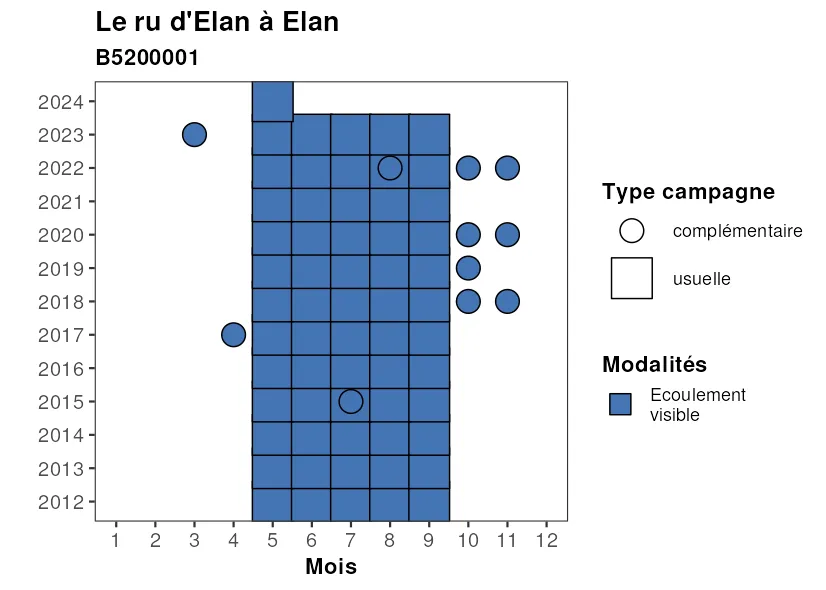 Le ru d'Elan à Elan
B5200001
2024
2023
2022
2021
2020
2019
2018
2017
2016
2015
2014
2013
2012
1 2 3 4 5 6 7 8 9 10 11 12
Mois
Type campagne
complémentaire
usuelle
Modalités
Ecoulement
visible